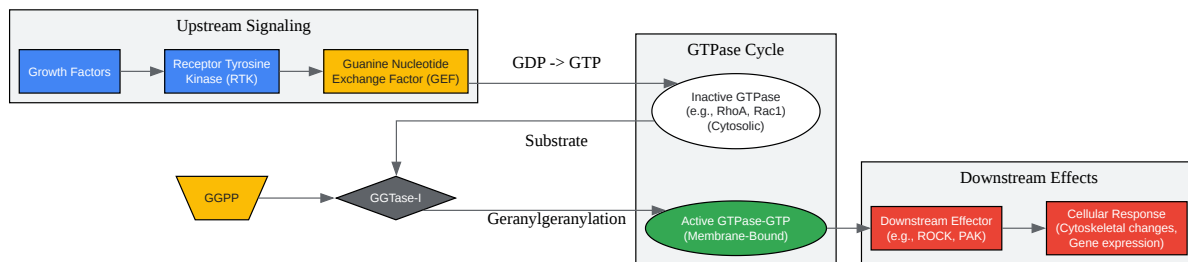 Upstream Signaling
Growth Factors
Receptor Tyrosine
Kinase (RTK)
Guanine Nucleotide
Exchange Factor (GEF)
GDP -> GTP
GTPase Cycle
Inactive GTPase
(e.g., RhoA, Rac1)
(Cytosolic)
Substrate
GGPP
GGTase-I
Geranylgeranylation
Active GTPase-GTP
(Membrane-Bound)
Downstream Effects
Downstream Effector
(e.g., ROCK, PAK)
Cellular Response
(Cytoskeletal changes,
Gene expression)